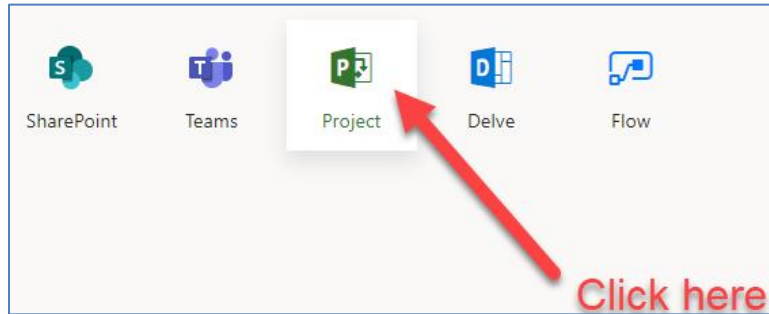 SharePoint
Teams
Project
Delve
Flow
Click here